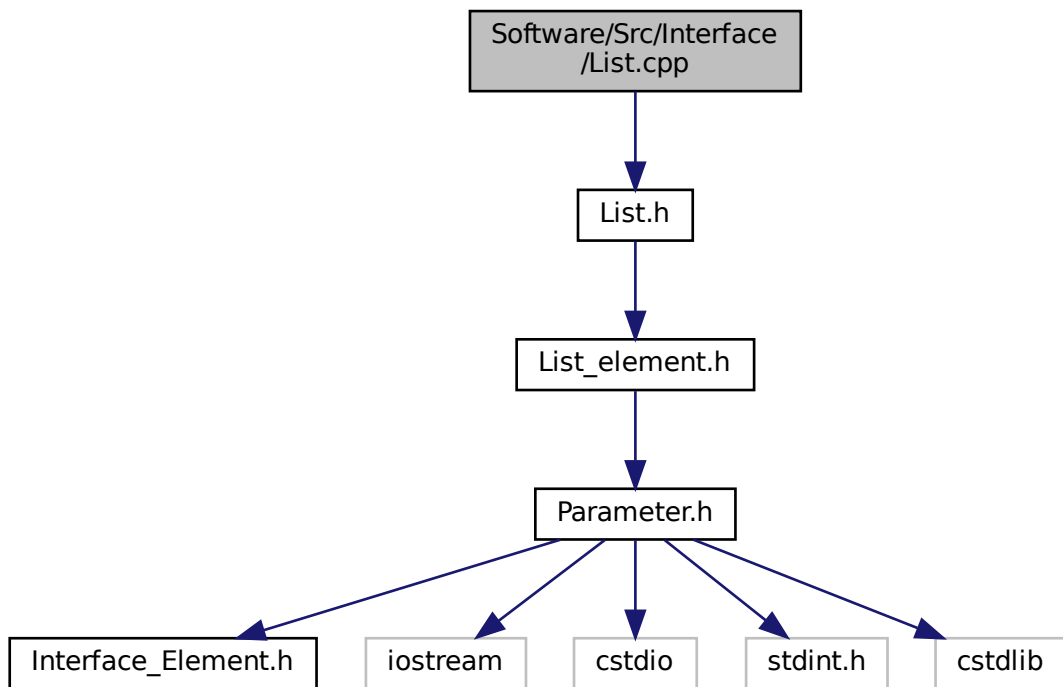 Software/Src/Interface
/List.cpp
List.h
List_element.h
Parameter.h
Interface_Element.h
iostream
cstdio
stdint.h
cstdlib